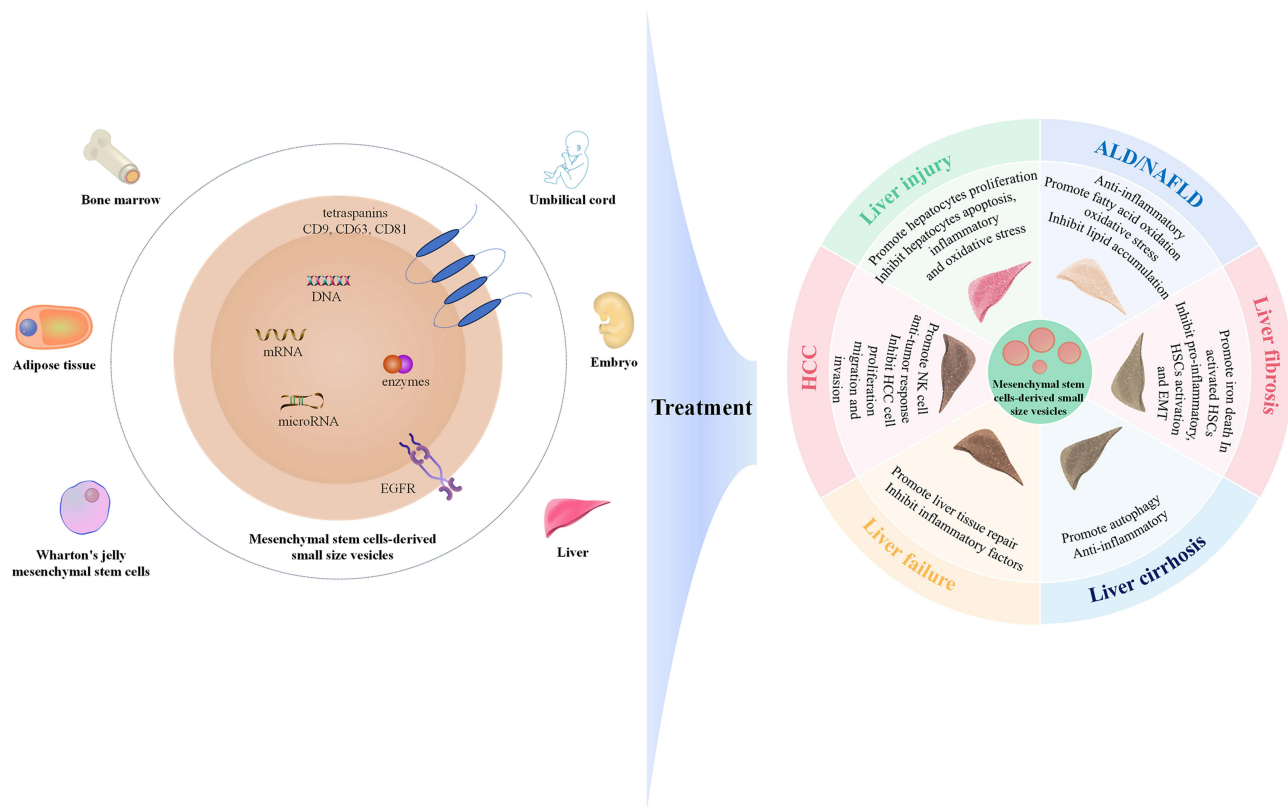 Bone marrow
Adipose tissue
Wharton's jelly
mesenchymal stem cells
tetraspanins
CD9, CD63, CD81
DNA
mRNA
enzymes
microRNA
EGFR
Mesenchymal stem cells-derived
small size vesicles
Umbilical cord
Embryo
Liver
Treatment
Liver injury
Promote hepatocytes proliferation
Inhibit hepatocytes apoptosis,
inflammatory
and oxidative stress
ALD/NAFLD
Anti-inflammatory
Promote fatty acid oxidation
oxidative stress
Inhibit lipid accumulation
Liver fibrosis
Promote iron death In
activated HSCs
Inhibit pro-inflammatory,
HSCs activation
and EMT
Liver cirrhosis
Promote autophagy
Anti-inflammatory
Liver failure
Promote liver tissue repair
Inhibit inflammatory factors
HCC
Promote NK cell
anti-tumor response
Inhibit HCC cell
proliferation
migration and
invasion
Mesenchymal stem
cells-derived small
size vesicles